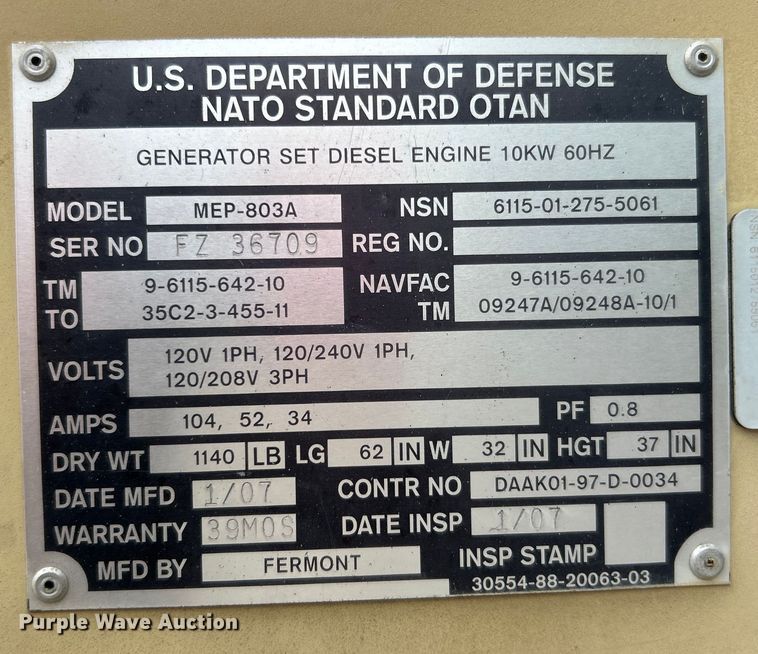 U.S. DEPARTMENT OF DEFENSE
NATO STANDARD OTAN
GENERATOR SET DIESEL ENGINE 10KW 60HZ
MODEL MEP-803A NSN 6115-01-275-5061
SER NO FZ 36709 REG NO.
TM 9-6115-642-10 NAVFAC 9-6115-642-10
TO 35C2-3-455-11 TM 09247A/09248A-10/1
VOLTS 120V 1PH, 120/240V 1PH,
120/208V 3PH
AMPS 104, 52, 34 PF 0.8
DRY WT 1140 LB LG 62 IN W 32 IN HGT 37 IN
DATE MFD 1/07 CONTR NO DAAK01-97-D-0034
WARRANTY 39MOS DATE INSP 1/07
MFD BY FERMONT INSP STAMP
30554-88-20063-03
Purple Wave Auction